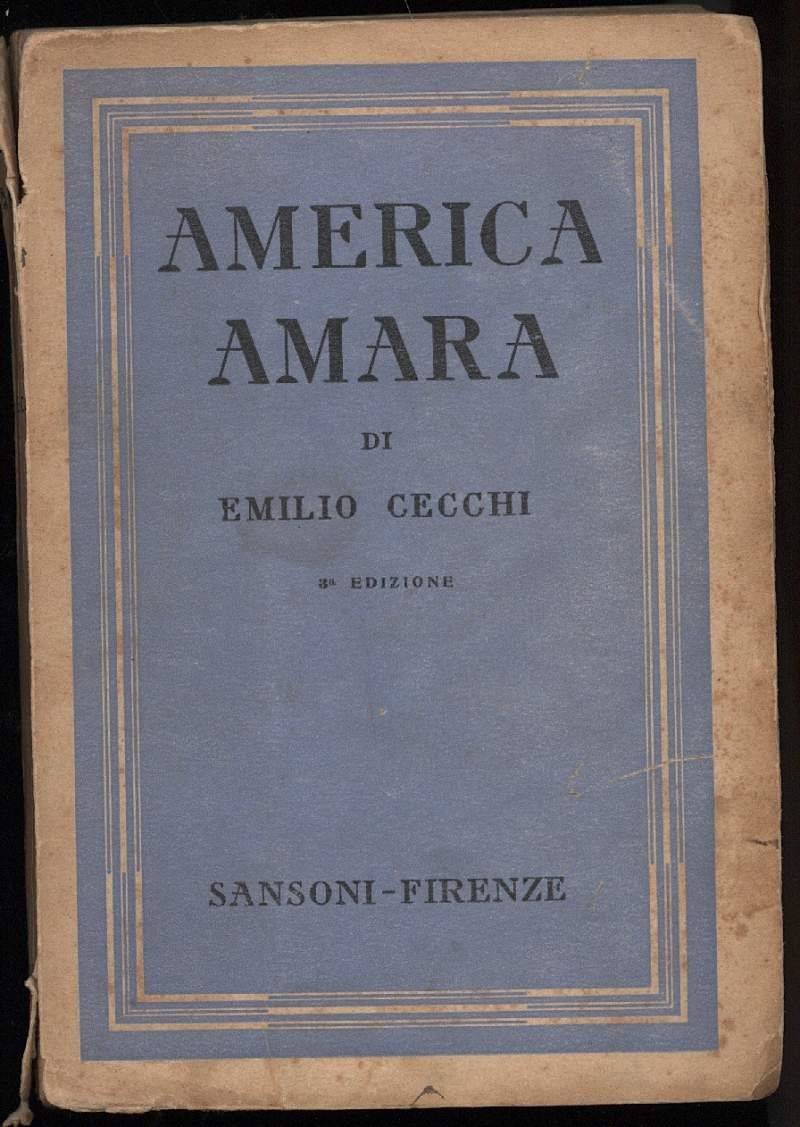 AMERICA
AMARA
DI
EMILIO CECCHI
3ª EDIZIONE
SANSONI-FIRENZE